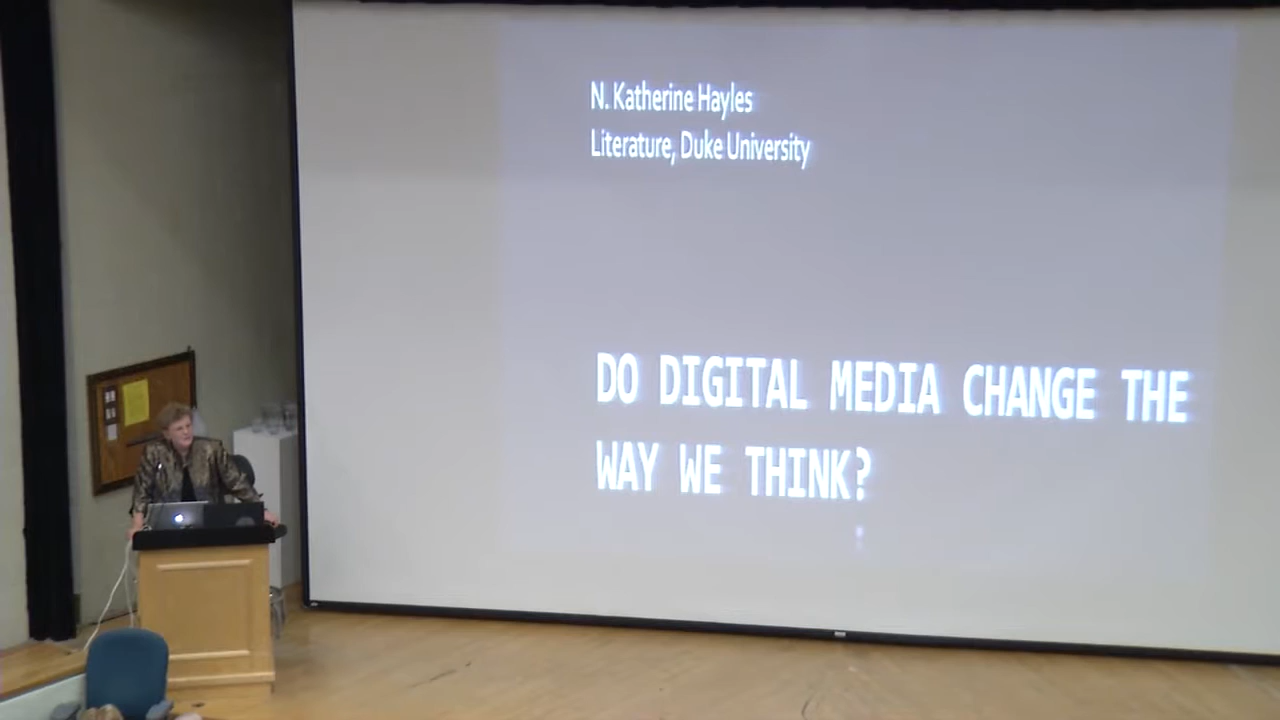 N. Katherine Hayles
Literature, Duke University
DO DIGITAL MEDIA CHANGE THE
WAY WE THINK?